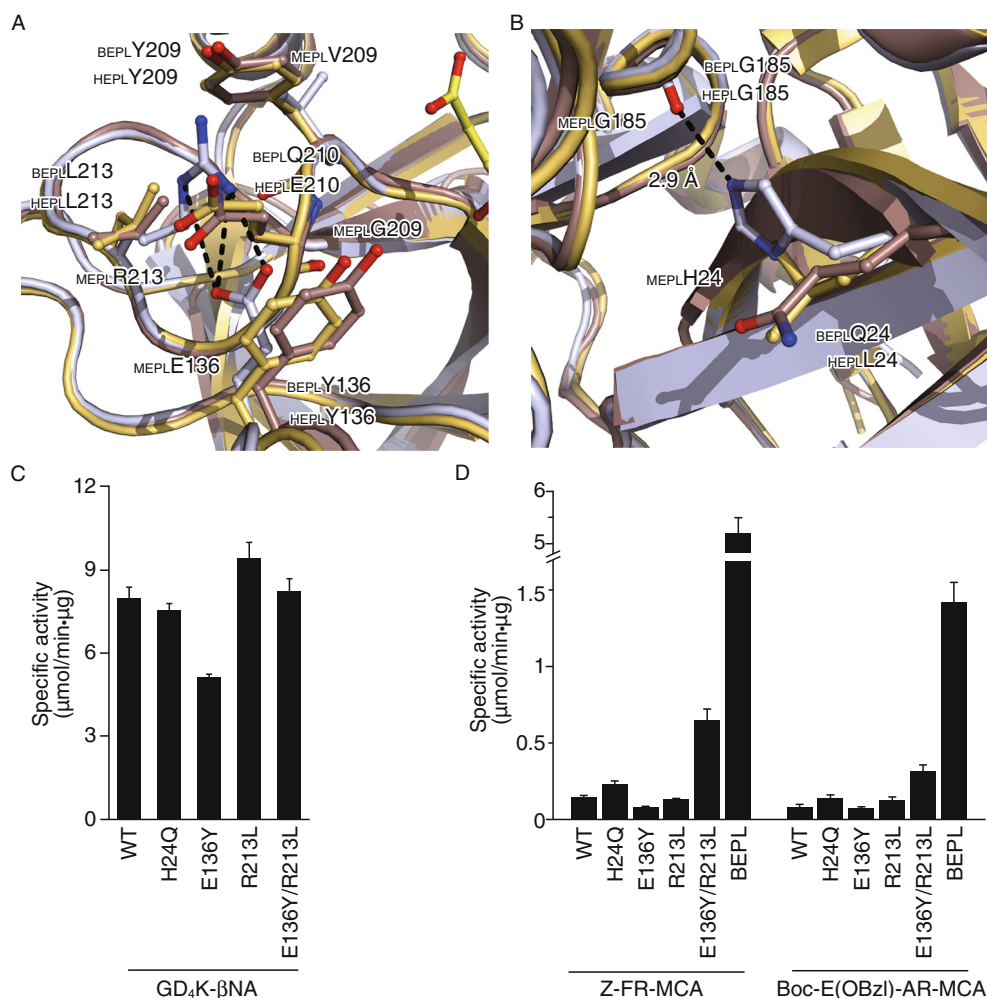 A
BEPLY209
HEPLY209
MEPLV209
BEPLL213
HEPLL213
BEPLQ210
HEPLE210
MEPLG209
MEPLR213
MEPLE136
BEPLY136
HEPLY136
B
BEPLG185
HEPLG185
MEPLG185
2.9 Å
MEPLH24
BEPLQ24
HEPLL24
C
Specific activity
(µmol/min·µg)
12
9
6
3
0
WT
H24Q
E136Y
R213L
E136Y/R213L
GD₄K-βNA
D
Specific activity
(µmol/min·µg)
6
5
1.5
1
0.5
0
WT
H24Q
E136Y
R213L
E136Y/R213L
BEPL
WT
H24Q
E136Y
R213L
E136Y/R213L
BEPL
Z-FR-MCA
Boc-E(OBzl)-AR-MCA